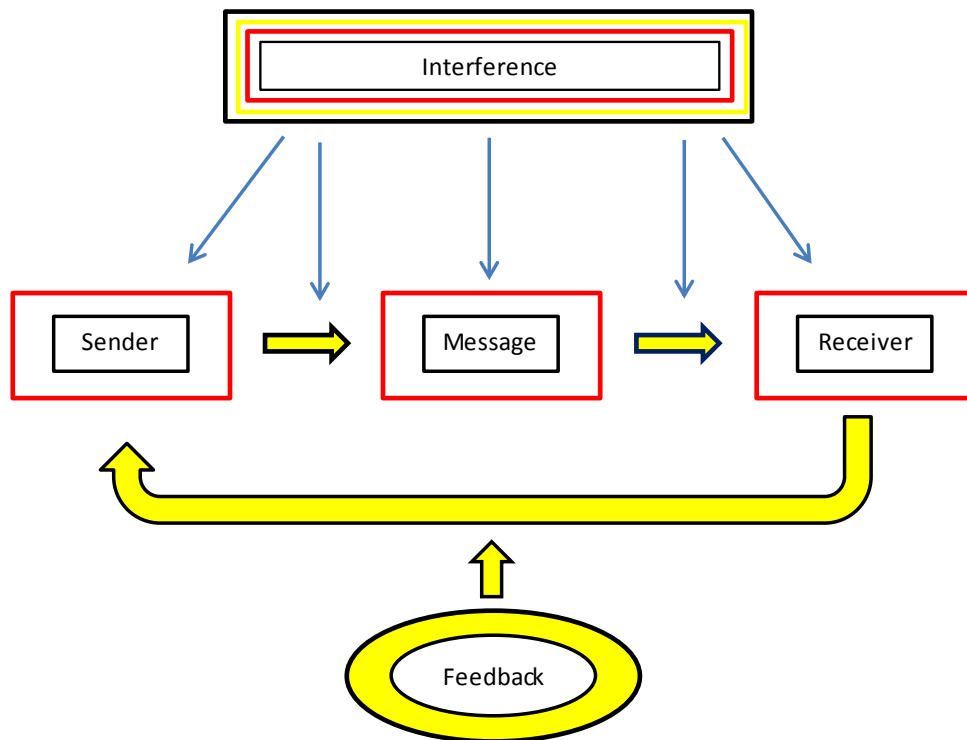 Interference
Sender
Message
Receiver
Feedback